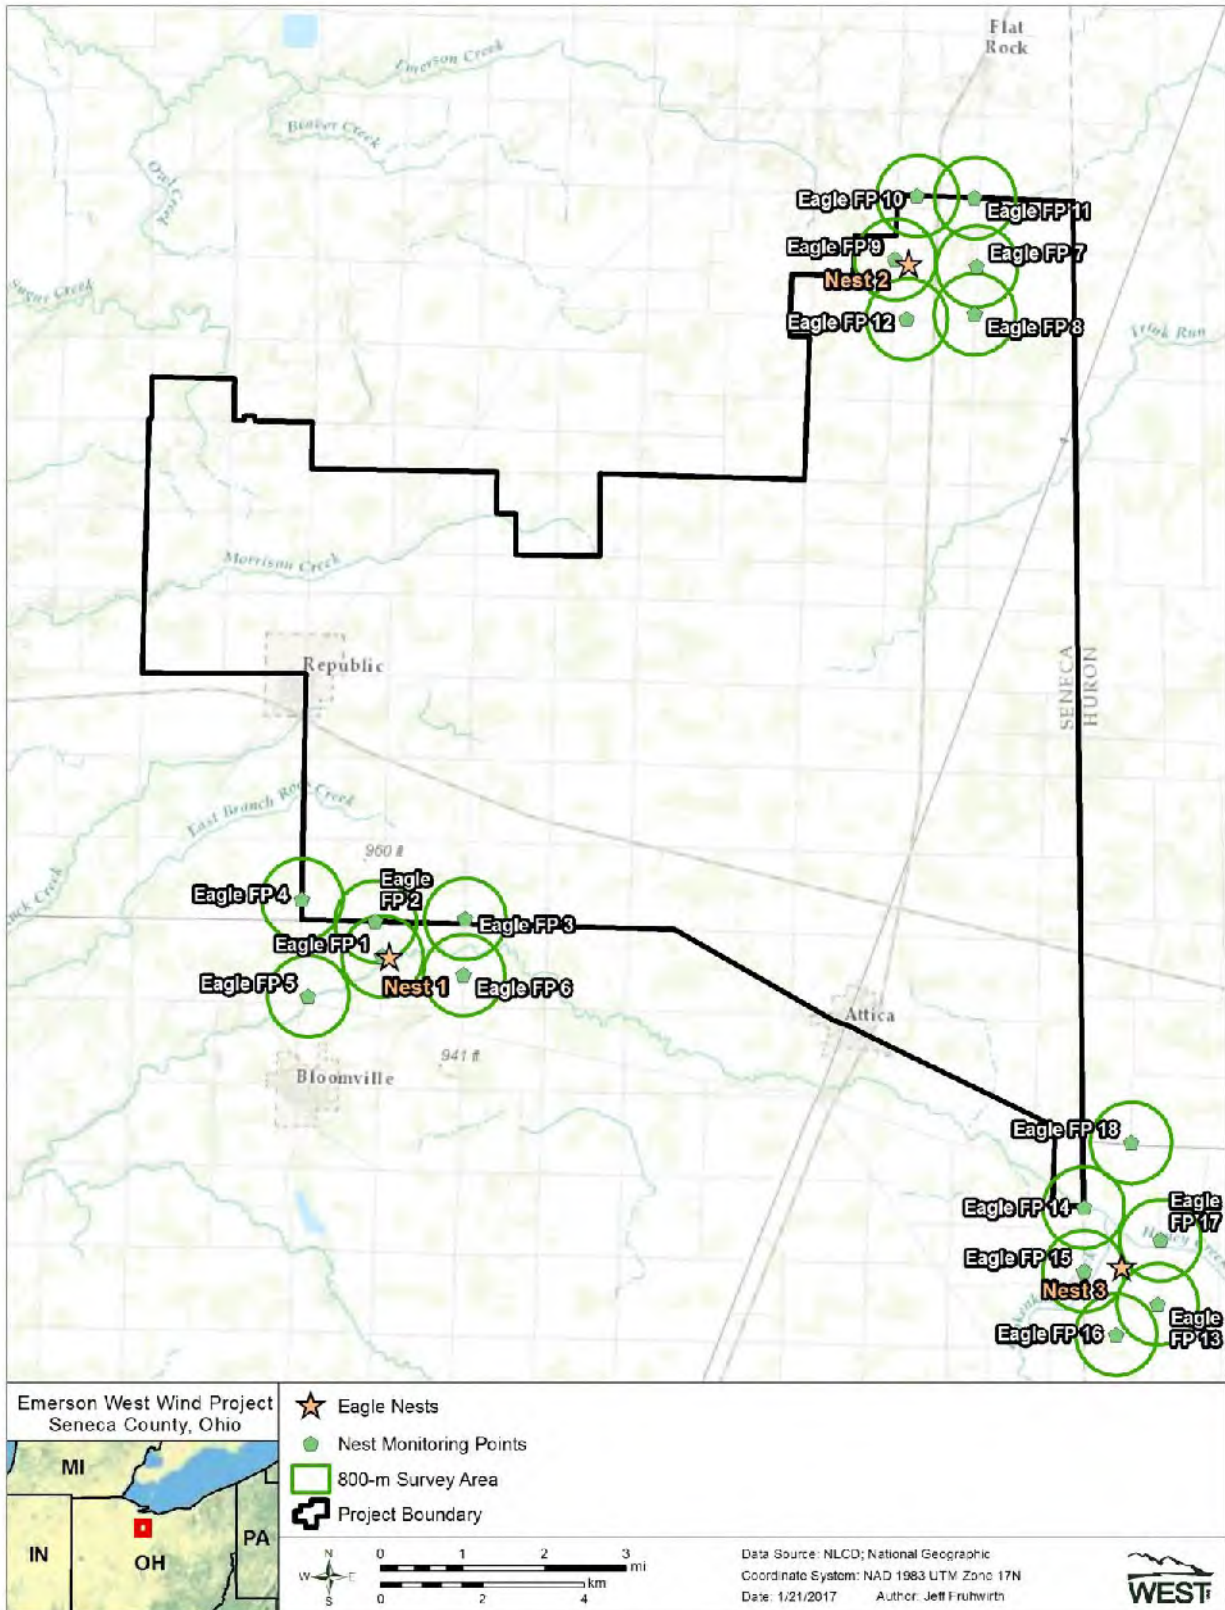 Flat
Rock
Emerson Creek
Beaver Creek
Owl Creek
Eagle FP 10
Eagle FP 11
Eagle FP 9
Eagle FP 7
Nest 2
Sugar Creek
Eagle FP 12
Eagle FP 8
Morrison Creek
Republic
SENECA
HURON
East Branch Rock Creek
960 ft
Eagle
FP 2
Eagle FP 4
Creek
Eagle FP 3
Eagle FP 1
Eagle FP 5
Nest 1
Eagle FP 6
Attica
941 ft
Bloomville
Eagle FP 18
Eagle FP 14
Eagle
FP 17
Honey Creek
Eagle FP 15
Nest 3
Eagle FP 16
Eagle
FP 13
Emerson West Wind Project
Seneca County, Ohio
MI
IN
OH
PA
Eagle Nests
Nest Monitoring Points
800-m Survey Area
Project Boundary
N
W E
S
0 1 2 3
mi
km
0 2 4
Data Source: NLCD; National Geographic
Coordinate System: NAD 1983 UTM Zone 17N
Date: 1/21/2017 Author: Jeff Fruhwirth
WEST